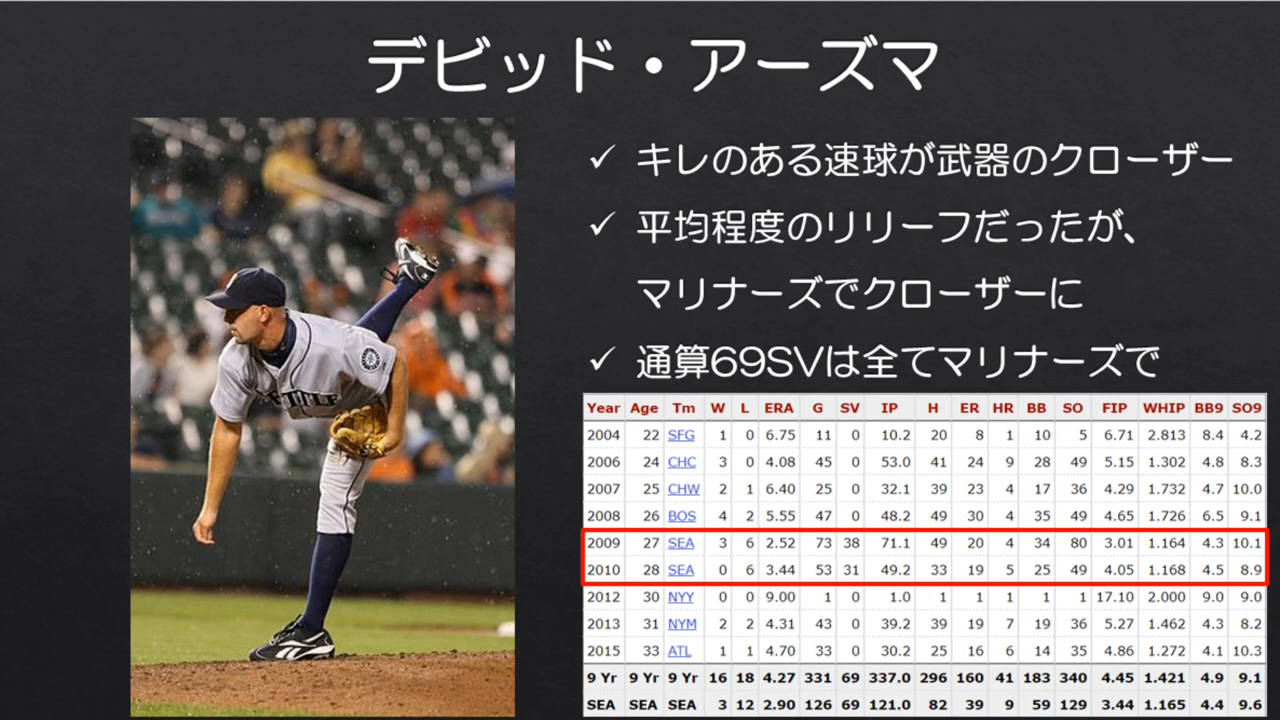 デビッド・アーズマ
✓ キレのある速球が武器のクローザー
✓ 平均程度のリリーフだったが、
マリナーズでクローザーに
✓ 通算69SVは全てマリナーズで
Year Age Tm W L ERA G SV IP H ER HR BB SO FIP WHIP BB9 SO9
2004 22 SFG 1 0 6.75 11 0 10.2 20 8 1 10 5 6.71 2.813 8.4 4.2
2006 24 CHC 3 0 4.08 45 0 53.0 41 24 9 28 49 5.15 1.302 4.8 8.3
2007 25 CHW 2 1 6.40 25 0 32.1 39 23 4 17 36 4.29 1.732 4.7 10.0
2008 26 BOS 4 2 5.55 47 0 48.2 49 30 4 35 49 4.65 1.726 6.5 9.1
2009 27 SEA 3 6 2.52 73 38 71.1 49 20 4 34 80 3.01 1.164 4.3 10.1
2010 28 SEA 0 6 3.44 53 31 49.2 33 19 5 25 49 4.05 1.168 4.5 8.9
2012 30 NYY 0 0 9.00 1 0 1.0 1 1 1 1 1 17.10 2.000 9.0 9.0
2013 31 NYM 2 2 4.31 43 0 39.2 39 19 7 19 36 5.27 1.462 4.3 8.2
2015 33 ATL 1 1 4.70 33 0 30.2 25 16 6 14 35 4.86 1.272 4.1 10.3
9 Yr 9 Yr 9 Yr 16 18 4.27 331 69 337.0 296 160 41 183 340 4.45 1.421 4.9 9.1
SEA SEA SEA 3 12 2.90 126 69 121.0 82 39 9 59 129 3.44 1.165 4.4 9.6